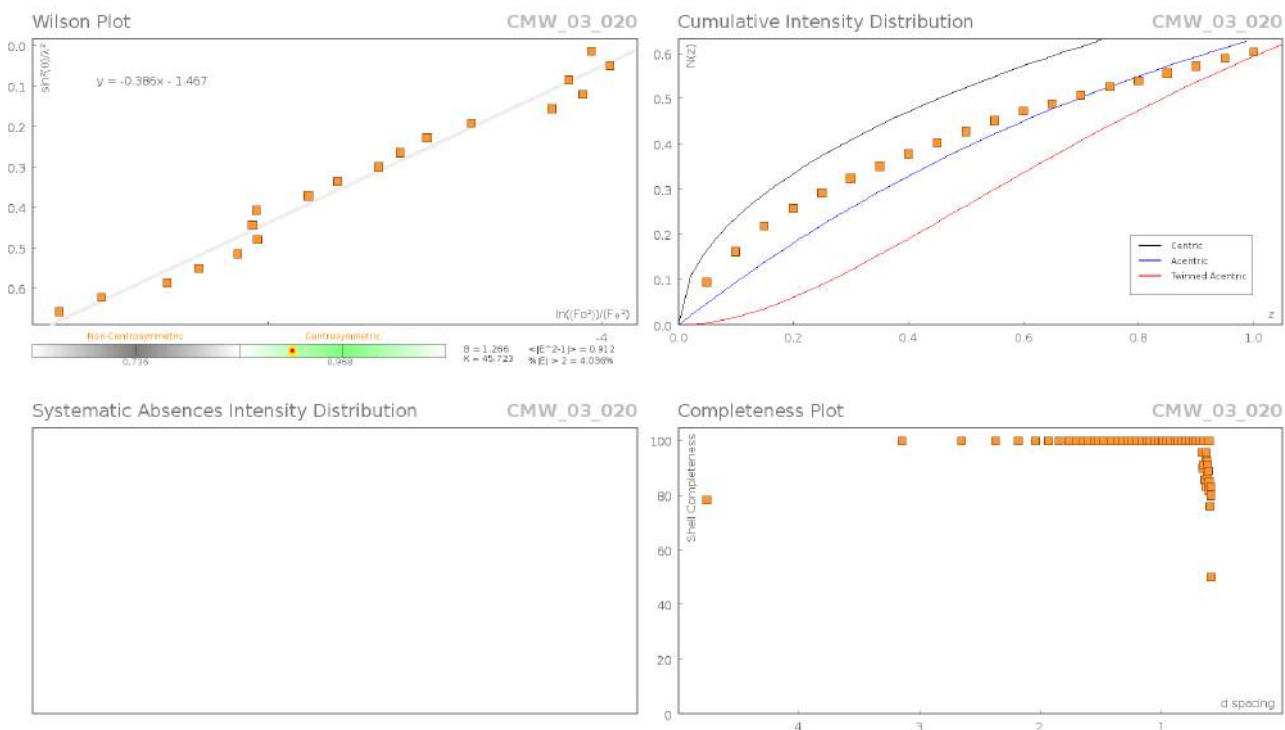 Wilson Plot CMW_03_020
0.0
0.1
0.2
0.3
0.4
0.5
0.6
sin²(θ)/λ²
y = -0.386x - 1.467
ln(⟨Fo²⟩)/(Fe²)
-4
Non-Centrosymmetric Centrosymmetric
0.736 0.968
B = 1.266 <|E^2-1|> = 0.912
K = 45.723 %|E| > 2 = 4.036%
Cumulative Intensity Distribution CMW_03_020
0.6
0.5
0.4
0.3
0.2
0.1
0.0
N(z)
Centric
Acentric
Twinned Acentric
z
0.0 0.2 0.4 0.6 0.8 1.0
Systematic Absences Intensity Distribution CMW_03_020
Completeness Plot CMW_03_020
100
80
60
40
20
0
Shell Completeness
d spacing
4 3 2 1